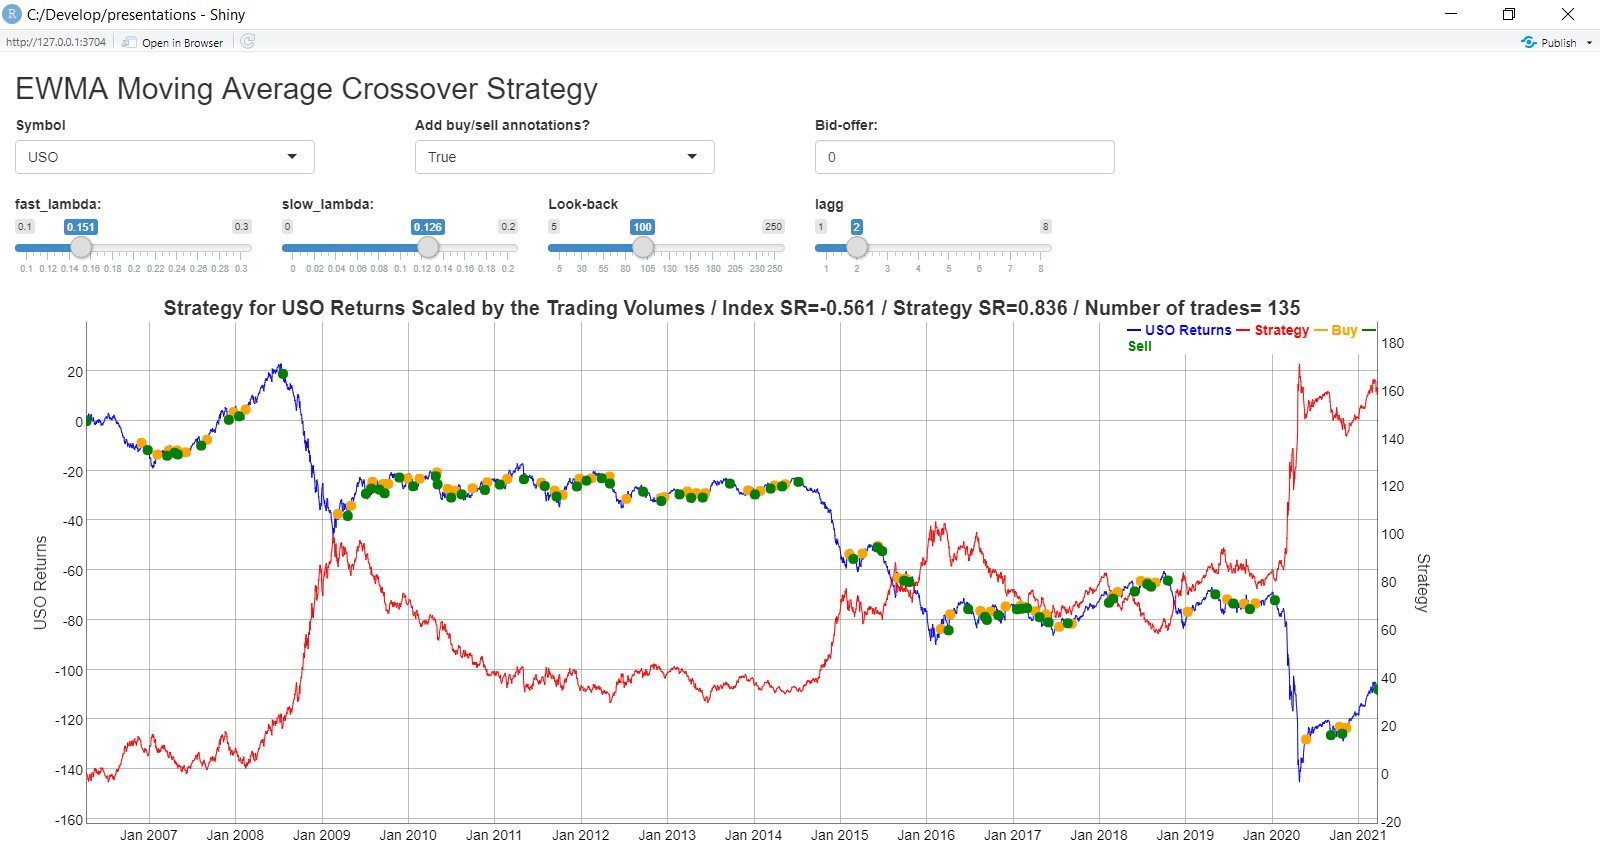 C:/Develop/presentations - Shiny
http://127.0.0.1:3704 Open in Browser Publish
EWMA Moving Average Crossover Strategy
Symbol Add buy/sell annotations? Bid-offer:
USO True 0
fast_lambda: slow_lambda: Look-back lagg
0.1 0.151 0.3 0 0.126 0.2 5 100 250 1 2 8
0.1 0.12 0.14 0.16 0.18 0.2 0.22 0.24 0.26 0.28 0.3 0 0.02 0.04 0.06 0.08 0.1 0.12 0.14 0.16 0.18 0.2 5 30 55 80 105 130 155 180 205 230 250 1 2 3 4 5 6 7 8
Strategy for USO Returns Scaled by the Trading Volumes / Index SR=-0.561 / Strategy SR=0.836 / Number of trades= 135
USO Returns Strategy Buy
Sell
20
0
-20
-40
-60
-80
-100
-120
-140
-160
USO Returns
180
160
140
120
100
80
60
40
20
0
-20
Strategy
Jan 2007 Jan 2008 Jan 2009 Jan 2010 Jan 2011 Jan 2012 Jan 2013 Jan 2014 Jan 2015 Jan 2016 Jan 2017 Jan 2018 Jan 2019 Jan 2020 Jan 2021